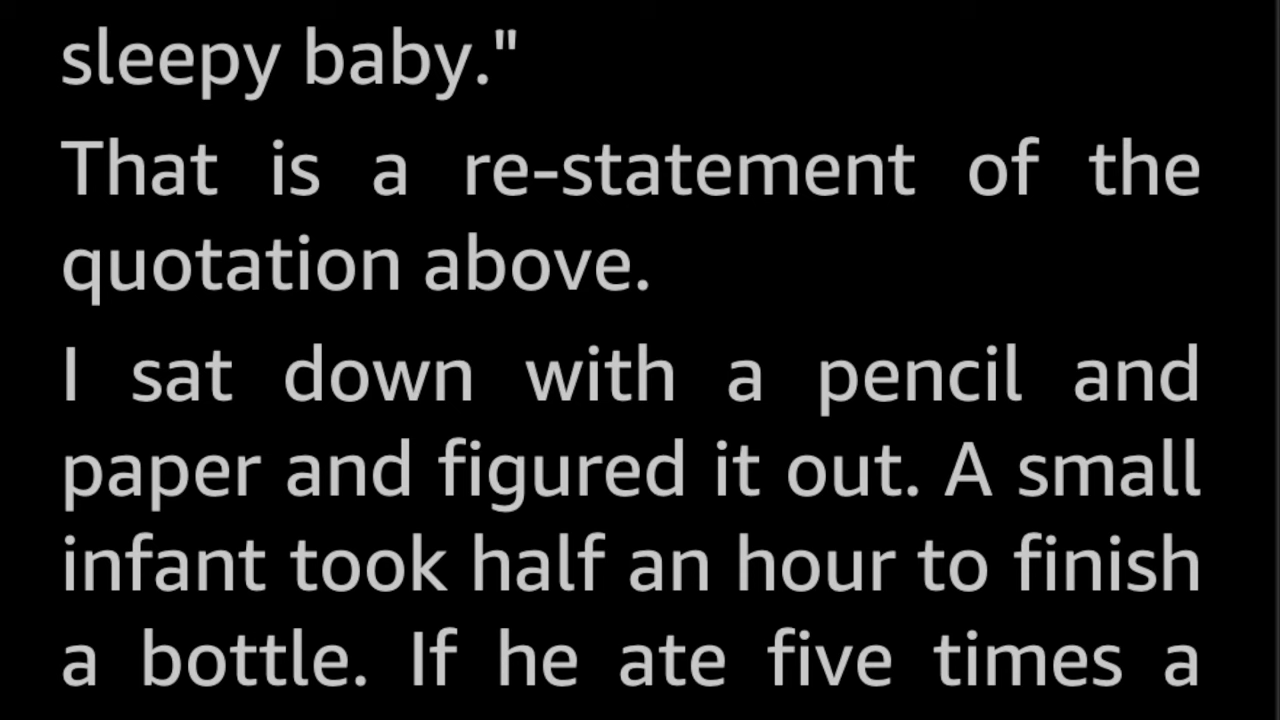 sleepy baby."
That is a re-statement of the
quotation above.
I sat down with a pencil and
paper and figured it out. A small
infant took half an hour to finish
a bottle. If he ate five times a